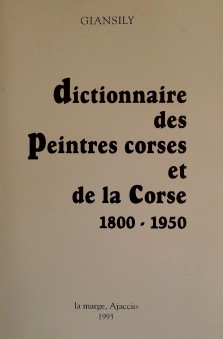 GIANSILY
dictionnaire
des
Peintres corses
et
de la Corse
1800 - 1950
la marge, Ajaccio
1993